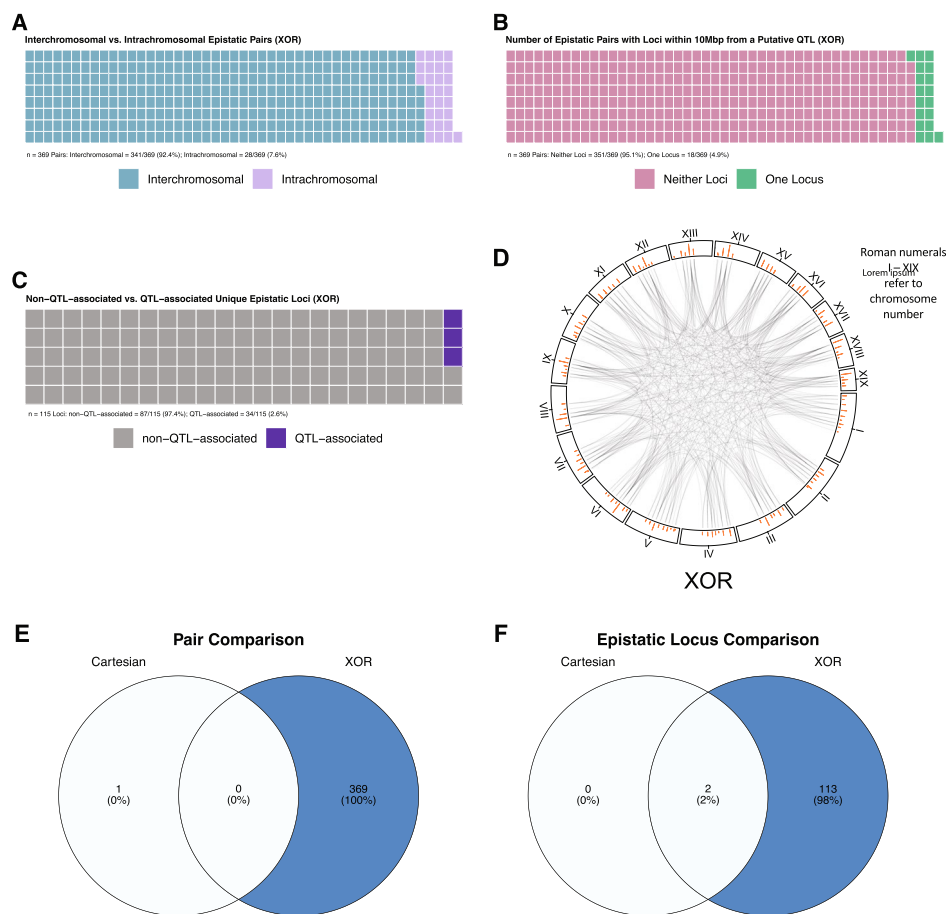 A
Interchromosomal vs. Intrachromosomal Epistatic Pairs (XOR)
n = 369 Pairs: Interchromosomal = 341/369 (92.4%); Intrachromosomal = 28/369 (7.6%)
Interchromosomal
Intrachromosomal
B
Number of Epistatic Pairs with Loci within 10Mbp from a Putative QTL (XOR)
n = 369 Pairs: Neither Loci = 351/369 (95.1%); One Locus = 18/369 (4.9%)
Neither Loci
One Locus
C
Non−QTL−associated vs. QTL−associated Unique Epistatic Loci (XOR)
n = 115 Loci: non−QTL−associated = 87/115 (97.4%); QTL−associated = 34/115 (2.6%)
non−QTL−associated
QTL−associated
D
I
II
III
IV
V
VI
VII
VIII
IX
X
XI
XII
XIII
XIV
XV
XVI
XVII
XVIII
XIX
Roman numerals
I – XIX
Lorem ipsum
refer to
chromosome
number
XOR
E
Pair Comparison
Cartesian
XOR
1
(0%)
0
(0%)
369
(100%)
F
Epistatic Locus Comparison
Cartesian
XOR
0
(0%)
2
(2%)
113
(98%)